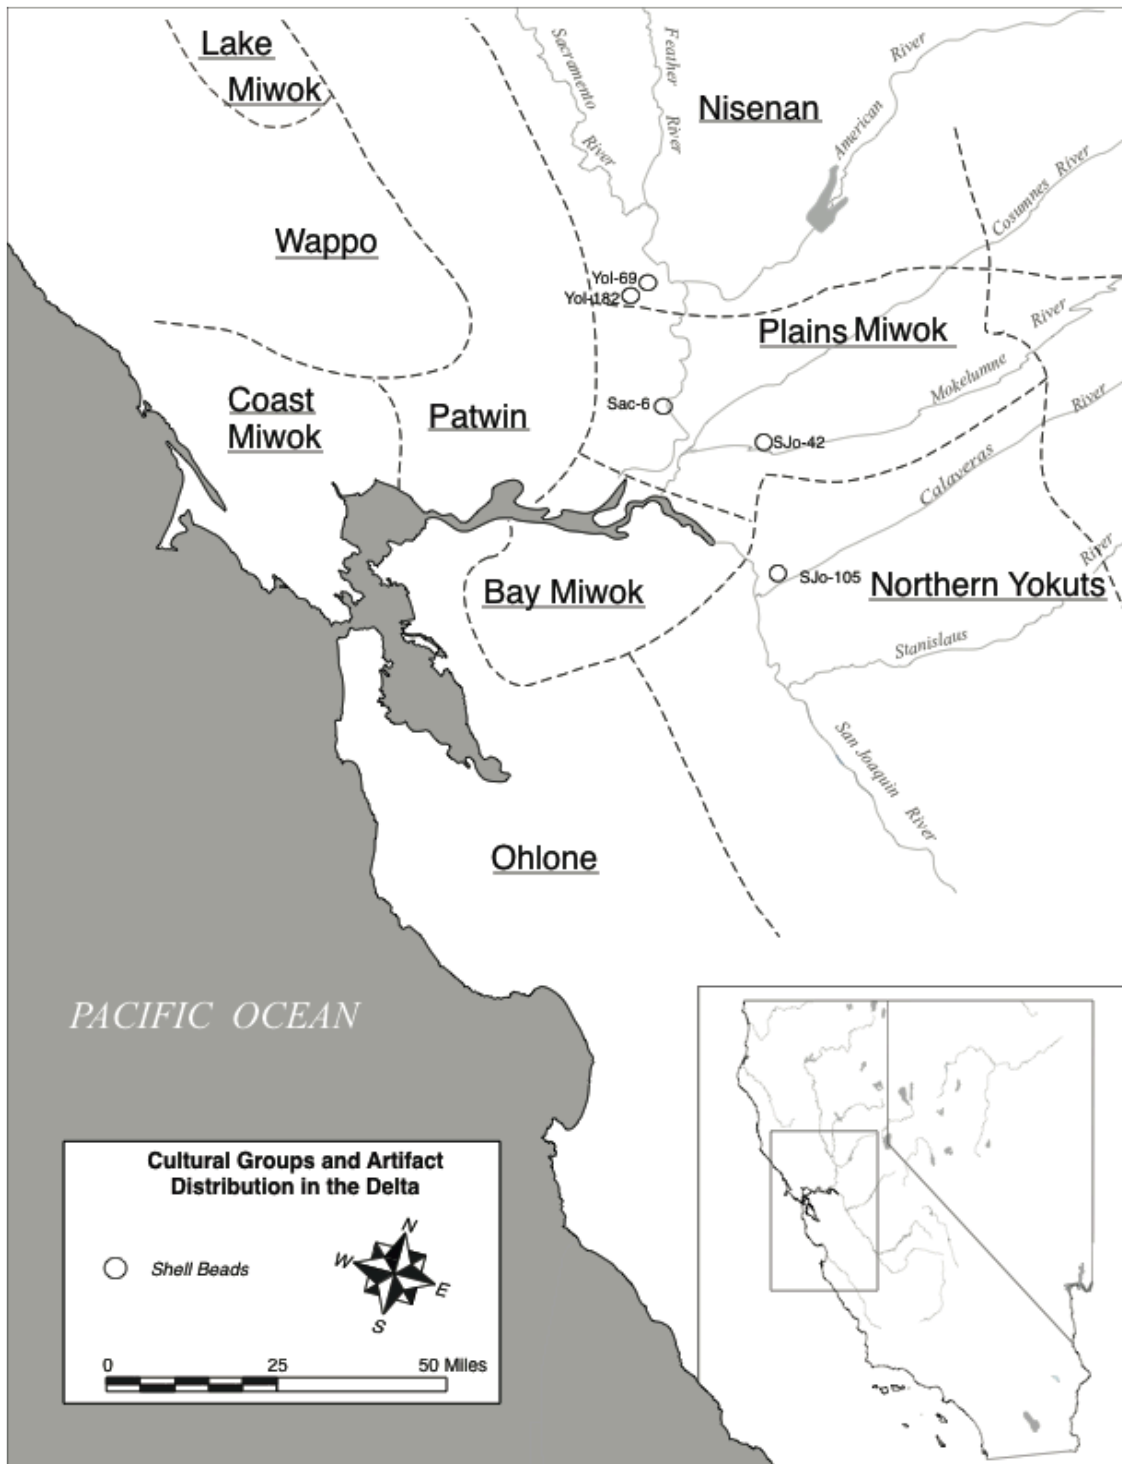 Lake
Miwok
Sacramento
River
Feather
River
Nisenan
American
River
Cosumnes River
Wappo
Yol-69
Yol-182
Plains Miwok
Mokelumne
River
Coast
Miwok
Patwin
Sac-6
SJo-42
Calaveras
River
Bay Miwok
SJo-105
Northern Yokuts
River
Stanislaus
San Joaquin
River
Ohlone
PACIFIC OCEAN
Cultural Groups and Artifact
Distribution in the Delta
Shell Beads
N
W
E
S
0 25 50 Miles